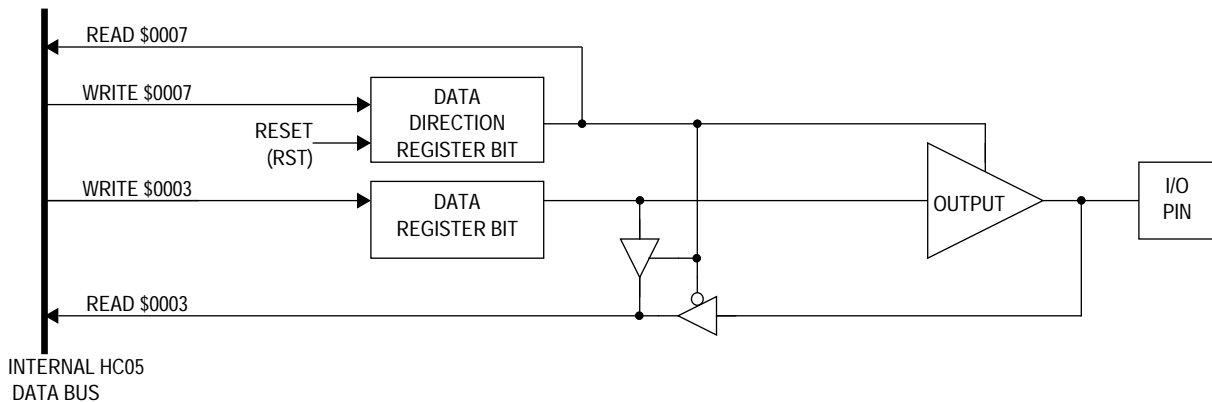 READ $0007
WRITE $0007
DATA
DIRECTION
REGISTER BIT
RESET
(RST)
WRITE $0003
DATA
REGISTER BIT
OUTPUT
I/O
PIN
READ $0003
INTERNAL HC05
DATA BUS